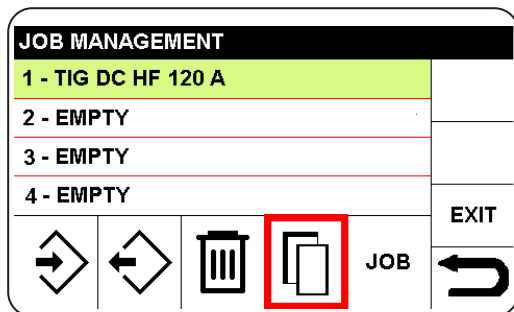 JOB MANAGEMENT
1 - TIG DC HF 120 A
2 - EMPTY
3 - EMPTY
4 - EMPTY
EXIT
JOB